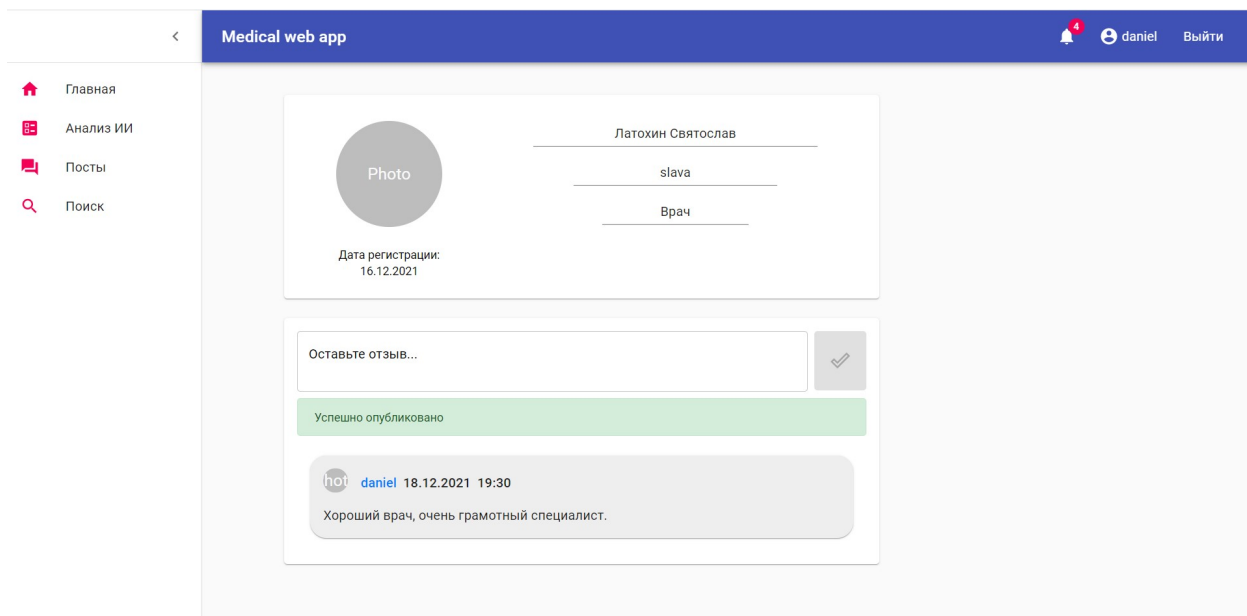 Medical web app
4
daniel
Выйти
Главная
Анализ ИИ
Посты
Поиск
Photo
Латохин Святослав
slava
Врач
Дата регистрации:
16.12.2021
Оставьте отзыв...
Успешно опубликовано
hot
daniel 18.12.2021 19:30
Хороший врач, очень грамотный специалист.